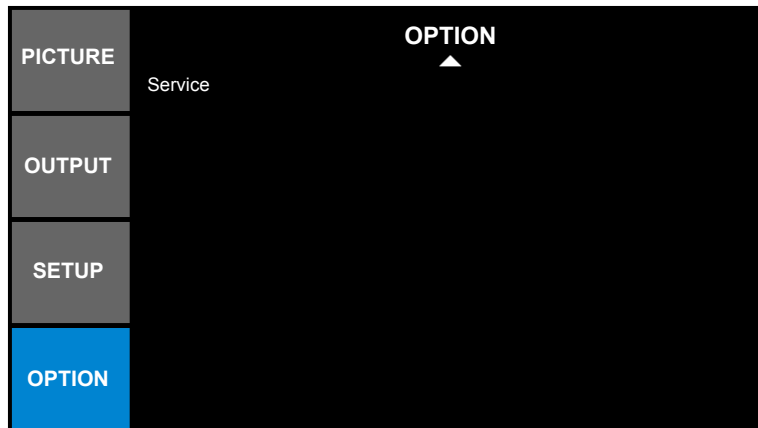 PICTURE
OUTPUT
SETUP
OPTION
OPTION
Service